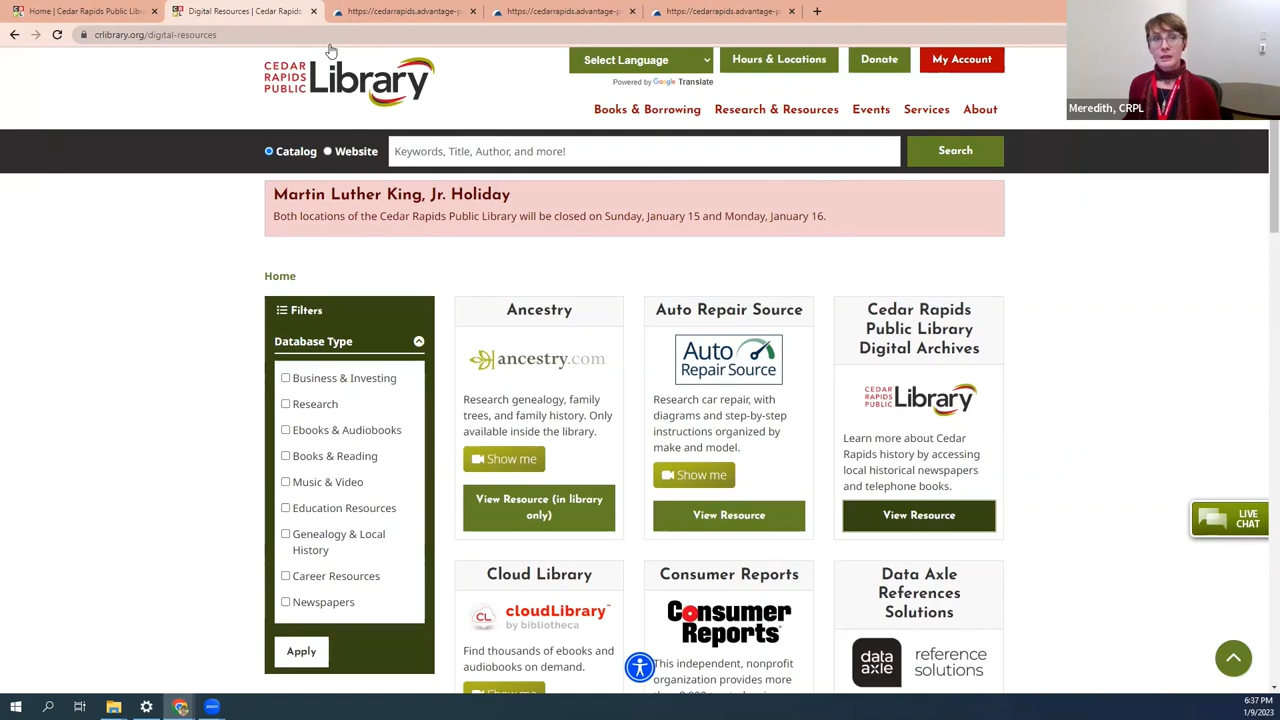 Home | Cedar Rapids Public Libra
Digital Resources | Cedar Rapids
https://cedarrapids.advantage-p
https://cedarrapids.advantage-p
https://cedarrapids.advantage-p
crlibrary.org/digital-resources
CEDAR RAPIDS PUBLIC Library
Select Language
Hours & Locations
Donate
My Account
Powered by Google Translate
Books & Borrowing
Research & Resources
Events
Services
About
Meredith, CRPL
Catalog
Website
Keywords, Title, Author, and more!
Search
Martin Luther King, Jr. Holiday
Both locations of the Cedar Rapids Public Library will be closed on Sunday, January 15 and Monday, January 16.
Home
Filters
Database Type
Business & Investing
Research
Ebooks & Audiobooks
Books & Reading
Music & Video
Education Resources
Genealogy & Local
History
Career Resources
Newspapers
Apply
Ancestry
ancestry.com
Research genealogy, family
trees, and family history. Only
available inside the library.
Show me
View Resource (in library
only)
Auto Repair Source
Auto
Repair Source
Research car repair, with
diagrams and step-by-step
instructions organized by
make and model.
Show me
View Resource
Cedar Rapids
Public Library
Digital Archives
CEDAR RAPIDS PUBLIC Library
Learn more about Cedar
Rapids history by accessing
local historical newspapers
and telephone books.
View Resource
Cloud Library
CL cloudLibrary
by bibliotheca
Find thousands of ebooks and
audiobooks on demand.
Show me
Consumer Reports
Consumer
Reports
This independent, nonprofit
organization provides more
Data Axle
References
Solutions
data
axle
reference
solutions
LIVE
CHAT
6:37 PM
1/9/2023
zoom